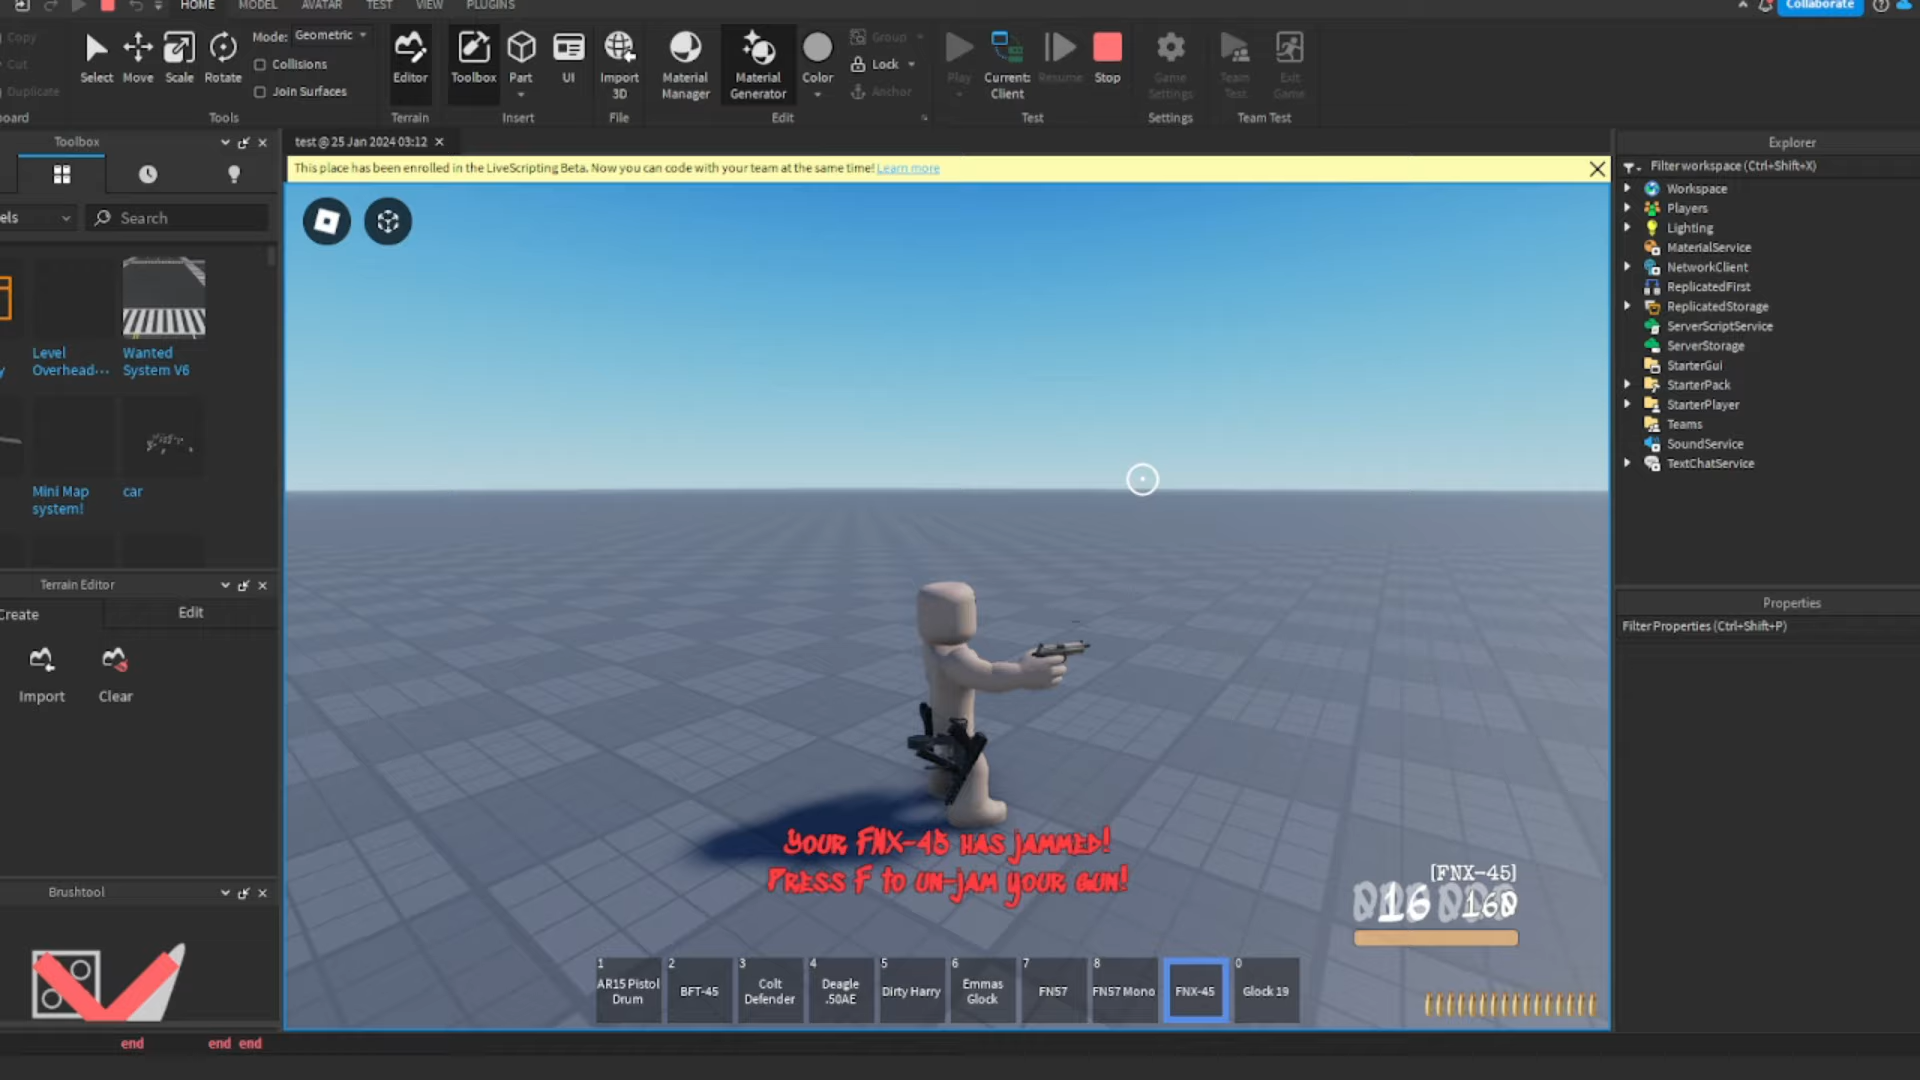 HOME MODEL AVATAR TEST VIEW PLUGINS
Collaborate
Copy
Cut
Duplicate
Select
Move
Scale
Rotate
Mode: Geometric
Collisions
Join Surfaces
Editor
Toolbox
Part
UI
Import 3D
Material Manager
Material Generator
Color
Group
Lock
Anchor
Play
Current: Client
Resume
Stop
Game Settings
Team Test
Exit Game
board
Tools
Terrain
Insert
File
Edit
Test
Settings
Team Test
Toolbox
test @ 25 Jan 2024 03:12
This place has been enrolled in the LiveScripting Beta. Now you can code with your team at the same time! Learn more
els
Search
Level Overhead...
Wanted System V6
Mini Map system!
car
Terrain Editor
Create
Edit
Import
Clear
Brushtool
end end end
Your FNX-45 has jammed!
Press F to un-jam your gun!
[FNX-45]
16 160
1 AR15 Pistol Drum
2 BFT-45
3 Colt Defender
4 Deagle .50AE
5 Dirty Harry
6 Emmas Glock
7 FN57
8 FN57 Mono
FNX-45
0 Glock 19
Explorer
Filter workspace (Ctrl+Shift+X)
Workspace
Players
Lighting
MaterialService
NetworkClient
ReplicatedFirst
ReplicatedStorage
ServerScriptService
ServerStorage
StarterGui
StarterPack
StarterPlayer
Teams
SoundService
TextChatService
Properties
Filter Properties (Ctrl+Shift+P)